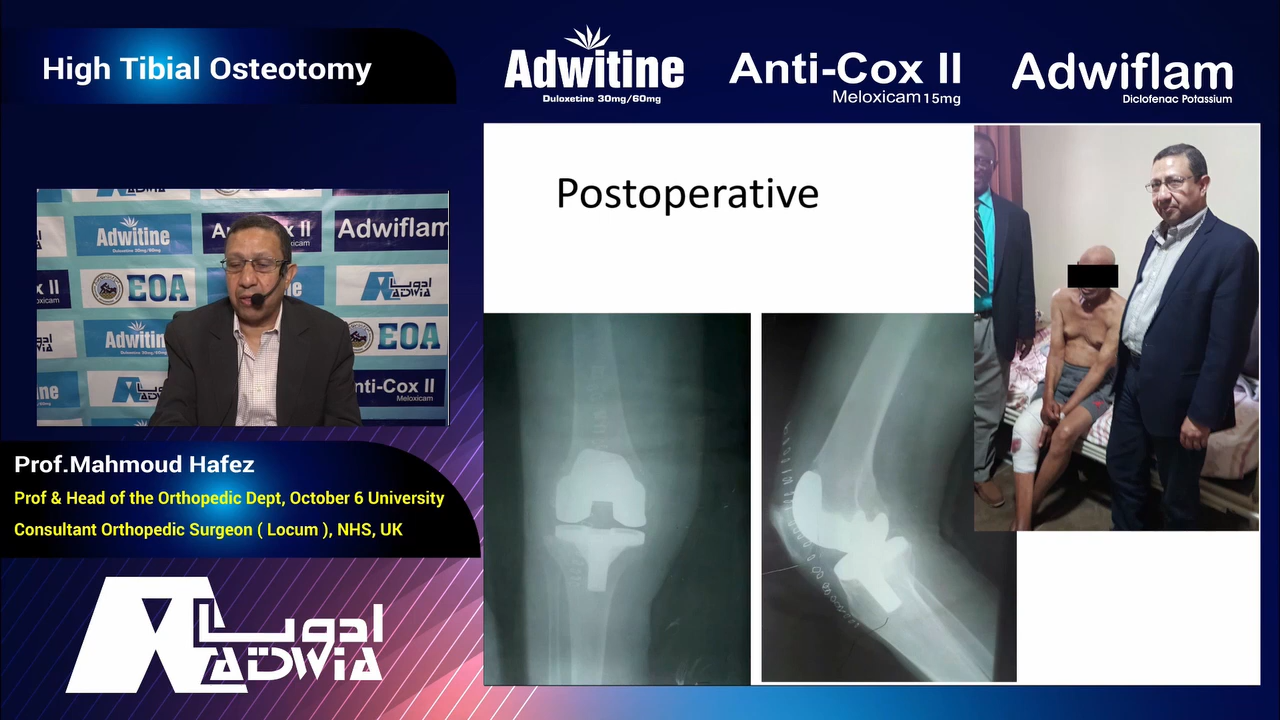 High Tibial Osteotomy
Adwitine
Duloxetine 30mg/60mg
Anti-Cox II
Meloxicam 15mg
Adwiflam
Diclofenac Potassium
Postoperative
Adwitine
Adwiflam
EOA
ادويا
ADWIA
EOA
Anti-Cox II
Meloxicam
Prof.Mahmoud Hafez
Prof & Head of the Orthopedic Dept, October 6 University
Consultant Orthopedic Surgeon ( Locum ), NHS, UK
ادويا
ADWIA